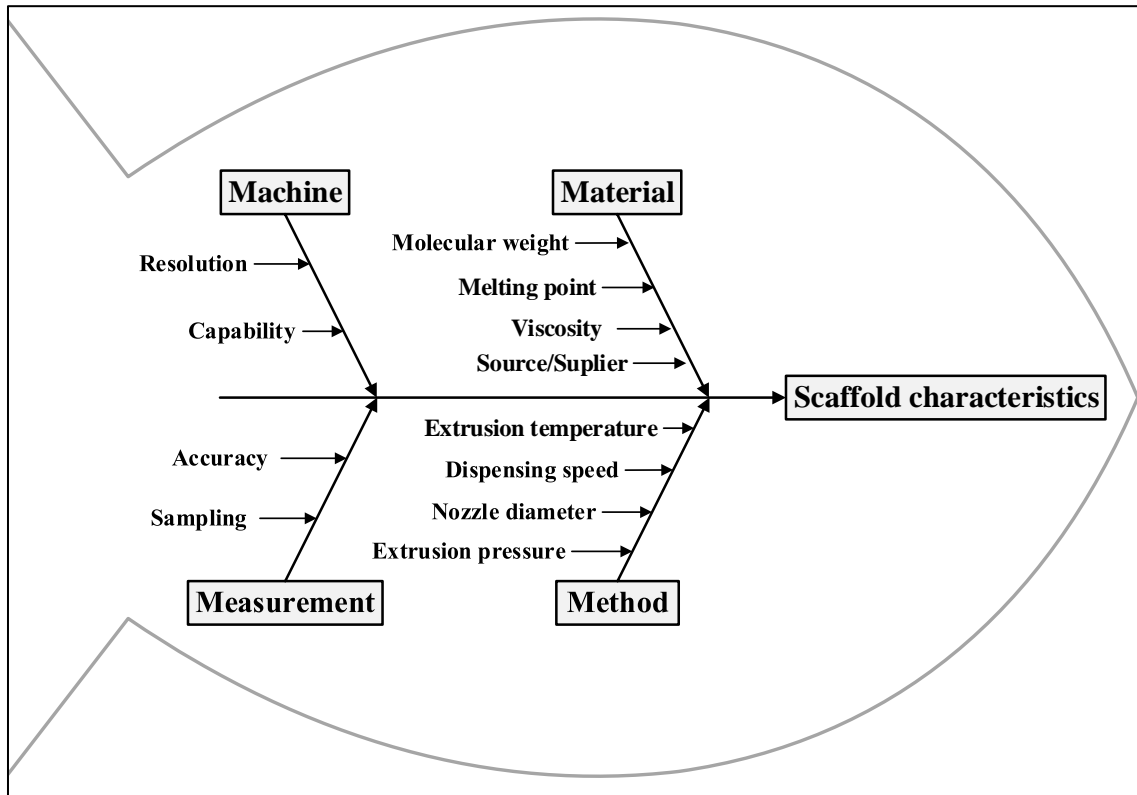 Machine
Material
Molecular weight
Resolution
Melting point
Capability
Viscosity
Source/Suplier
Scaffold characteristics
Extrusion temperature
Accuracy
Dispensing speed
Sampling
Nozzle diameter
Extrusion pressure
Measurement
Method